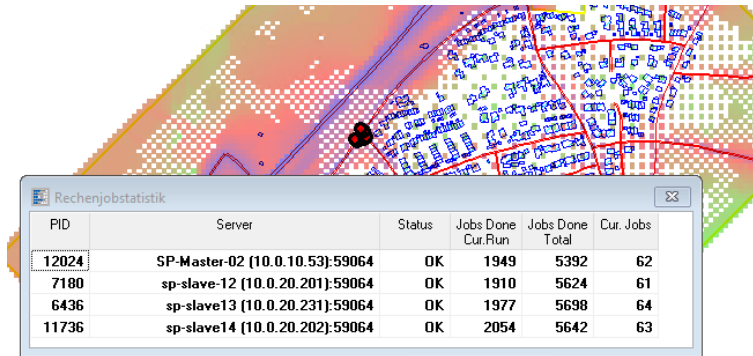 Rechenjobstatistik
PID Server Status Jobs Done Cur.Run Jobs Done Total Cur. Jobs
12024 SP-Master-02 (10.0.10.53):59064 OK 1949 5392 62
7180 sp-slave-12 (10.0.20.201):59064 OK 1910 5624 61
6436 sp-slave13 (10.0.20.231):59064 OK 1977 5698 64
11736 sp-slave14 (10.0.20.202):59064 OK 2054 5642 63